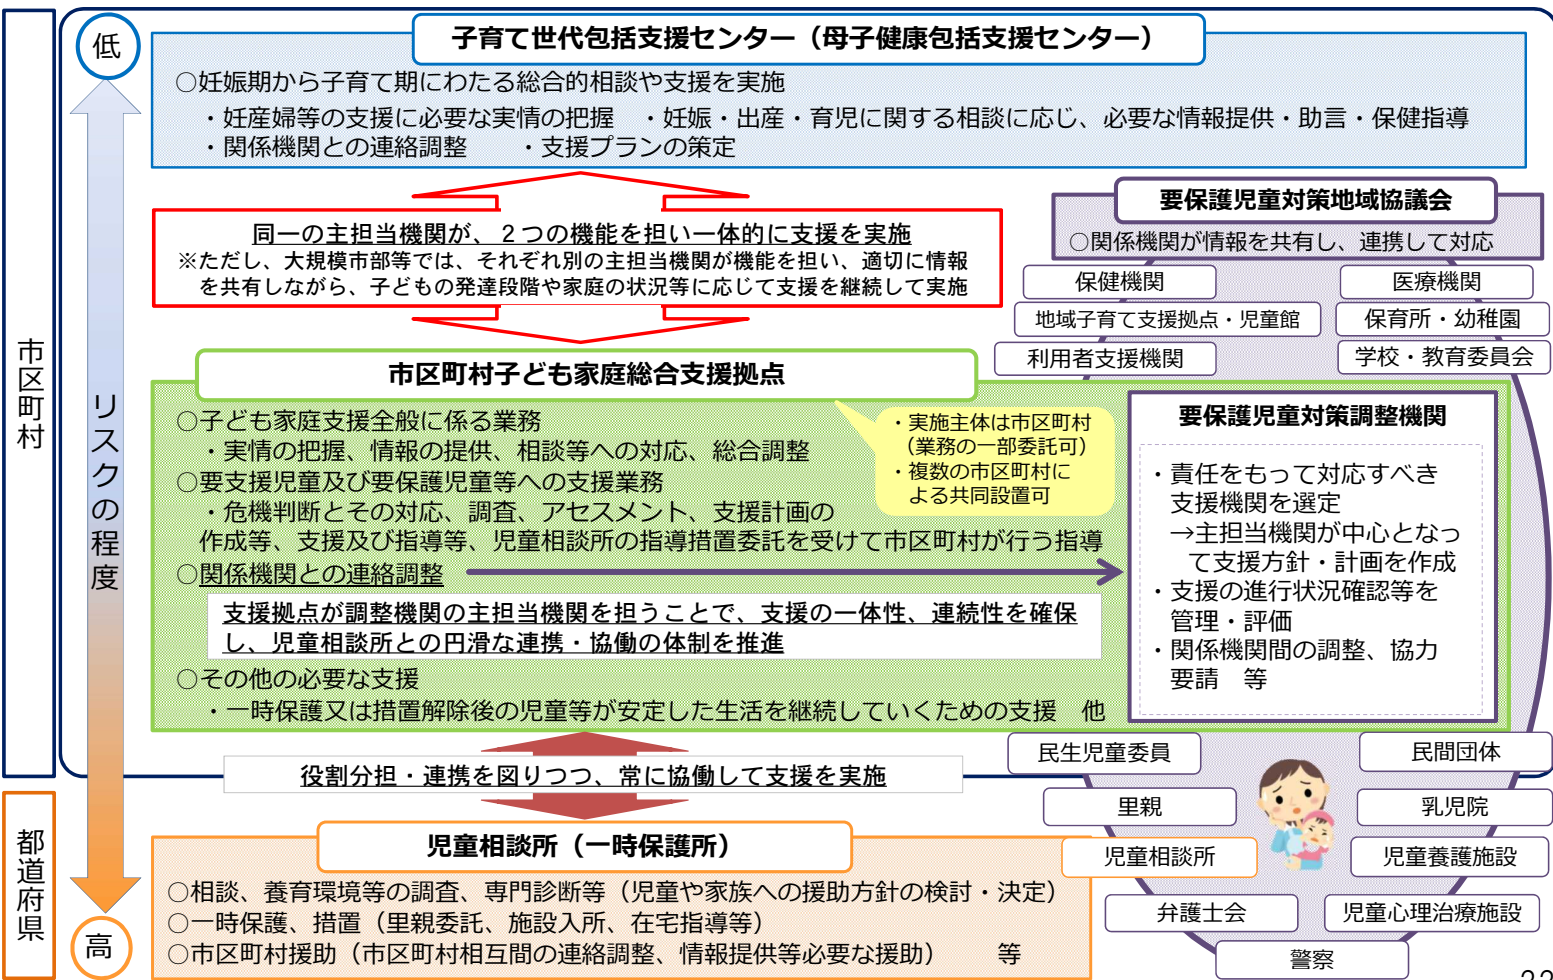 市区町村
都道府県
低
リスクの程度
高
子育て世代包括支援センター（母子健康包括支援センター）
○妊娠期から子育て期にわたる総合的相談や支援を実施
・妊産婦等の支援に必要な実情の把握　・妊娠・出産・育児に関する相談に応じ、必要な情報提供・助言・保健指導
・関係機関との連絡調整　　・支援プランの策定
同一の主担当機関が、２つの機能を担い一体的に支援を実施
※ただし、大規模市部等では、それぞれ別の主担当機関が機能を担い、適切に情報
を共有しながら、子どもの発達段階や家庭の状況等に応じて支援を継続して実施
市区町村子ども家庭総合支援拠点
○子ども家庭支援全般に係る業務
・実情の把握、情報の提供、相談等への対応、総合調整
○要支援児童及び要保護児童等への支援業務
・危機判断とその対応、調査、アセスメント、支援計画の
作成等、支援及び指導等、児童相談所の指導措置委託を受けて市区町村が行う指導
○関係機関との連絡調整
支援拠点が調整機関の主担当機関を担うことで、支援の一体性、連続性を確保
し、児童相談所との円滑な連携・協働の体制を推進
○その他の必要な支援
・一時保護又は措置解除後の児童等が安定した生活を継続していくための支援　他
・実施主体は市区町村
（業務の一部委託可）
・複数の市区町村に
よる共同設置可
役割分担・連携を図りつつ、常に協働して支援を実施
児童相談所（一時保護所）
○相談、養育環境等の調査、専門診断等（児童や家族への援助方針の検討・決定）
○一時保護、措置（里親委託、施設入所、在宅指導等）
○市区町村援助（市区町村相互間の連絡調整、情報提供等必要な援助）　　等
要保護児童対策地域協議会
○関係機関が情報を共有し、連携して対応
保健機関
医療機関
地域子育て支援拠点・児童館
保育所・幼稚園
利用者支援機関
学校・教育委員会
要保護児童対策調整機関
・責任をもって対応すべき
支援機関を選定
→主担当機関が中心となっ
て支援方針・計画を作成
・支援の進行状況確認等を
管理・評価
・関係機関間の調整、協力
要請　等
民生児童委員
民間団体
里親
乳児院
児童相談所
児童養護施設
弁護士会
児童心理治療施設
警察